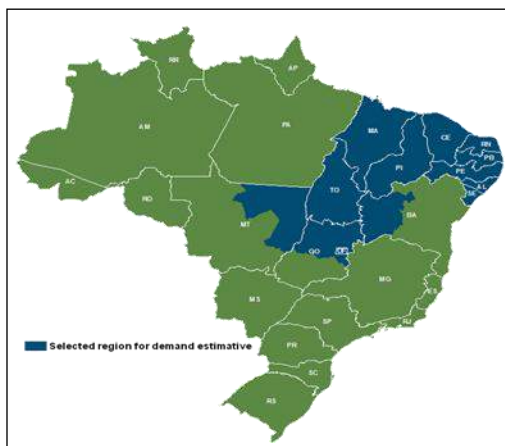 RR
AP
AM
PA
MA
CE
RN
PB
PI
PE
AL
SE
AC
TO
RO
BA
MT
GO
DF
MG
ES
MS
SP
RJ
PR
SC
RS
Selected region for demand estimative